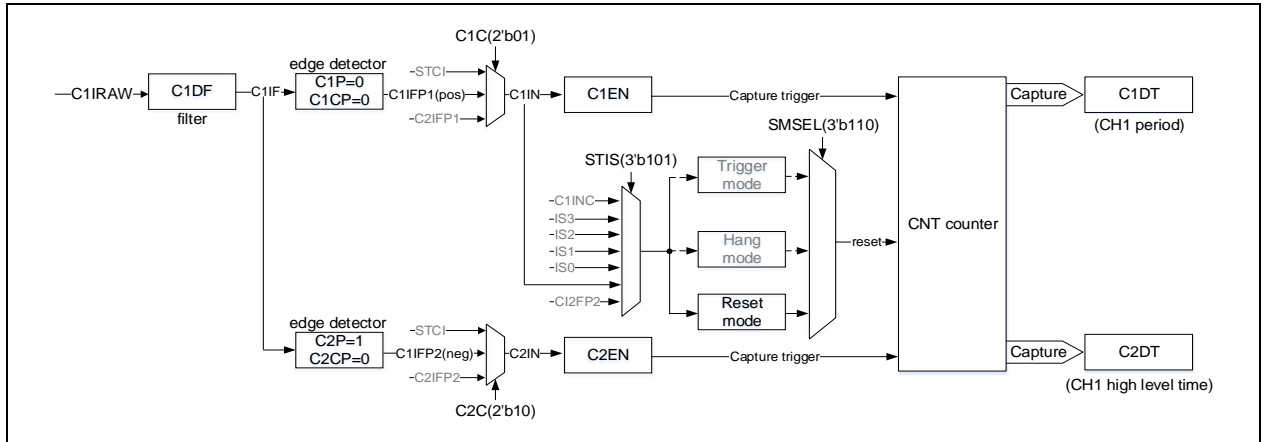 C1C(2'b01)
edge detector
C1IRAW
C1DF
filter
C1IF
C1P=0
C1CP=0
STCI
C1IFP1(pos)
C2IFP1
C1IN
C1EN
Capture trigger
Capture
C1DT
(CH1 period)
SMSEL(3'b110)
STIS(3'b101)
C1INC
IS3
IS2
IS1
IS0
CI2FP2
Trigger
mode
Hang
mode
Reset
mode
reset
CNT counter
edge detector
C2P=1
C2CP=0
STCI
C1IFP2(neg)
C2IFP2
C2IN
C2EN
Capture trigger
Capture
C2DT
(CH1 high level time)
C2C(2'b10)